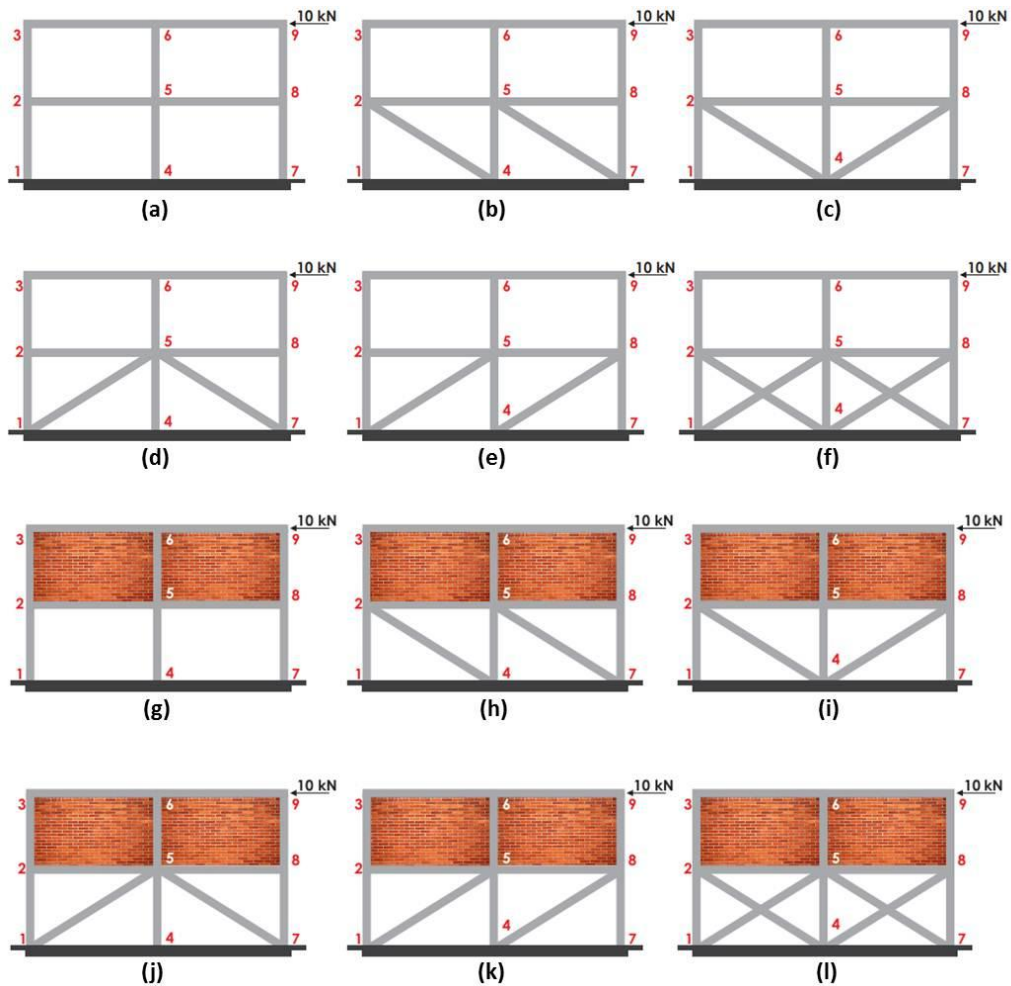 10 kN 10 kN 10 kN
3 6 9 3 6 9 3 6 9
2 5 8 2 5 8 2 5 8
1 4 7 1 4 7 1 4 7
(a) (b) (c)
10 kN 10 kN 10 kN
3 6 9 3 6 9 3 6 9
2 5 8 2 5 8 2 5 8
1 4 7 1 4 7 1 4 7
(d) (e) (f)
10 kN 10 kN 10 kN
3 6 9 3 6 9 3 6 9
2 5 8 2 5 8 2 5 8
1 4 7 1 4 7 1 4 7
(g) (h) (i)
10 kN 10 kN 10 kN
3 6 9 3 6 9 3 6 9
2 5 8 2 5 8 2 5 8
1 4 7 1 4 7 1 4 7
(j) (k) (l)